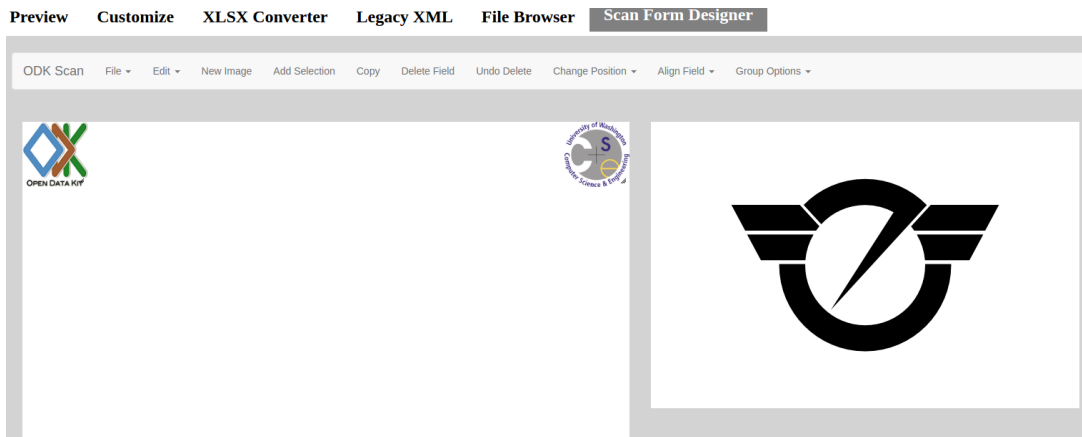 Preview Customize XLSX Converter Legacy XML File Browser Scan Form Designer
ODK Scan File Edit New Image Add Selection Copy Delete Field Undo Delete Change Position Align Field Group Options
OPEN DATA KIT
University of Washington
C S e
Computer Science & Engineering